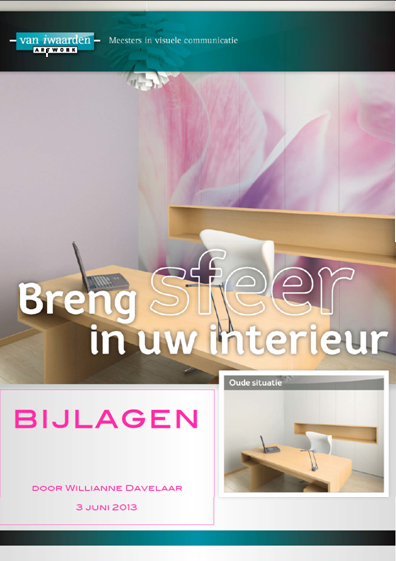 van iwaarden
ARTWORK
Meesters in visuele communicatie
Breng sfeer
in uw interieur
Oude situatie
BIJLAGEN
DOOR WILLIANNE DAVELAAR
3 JUNI 2013